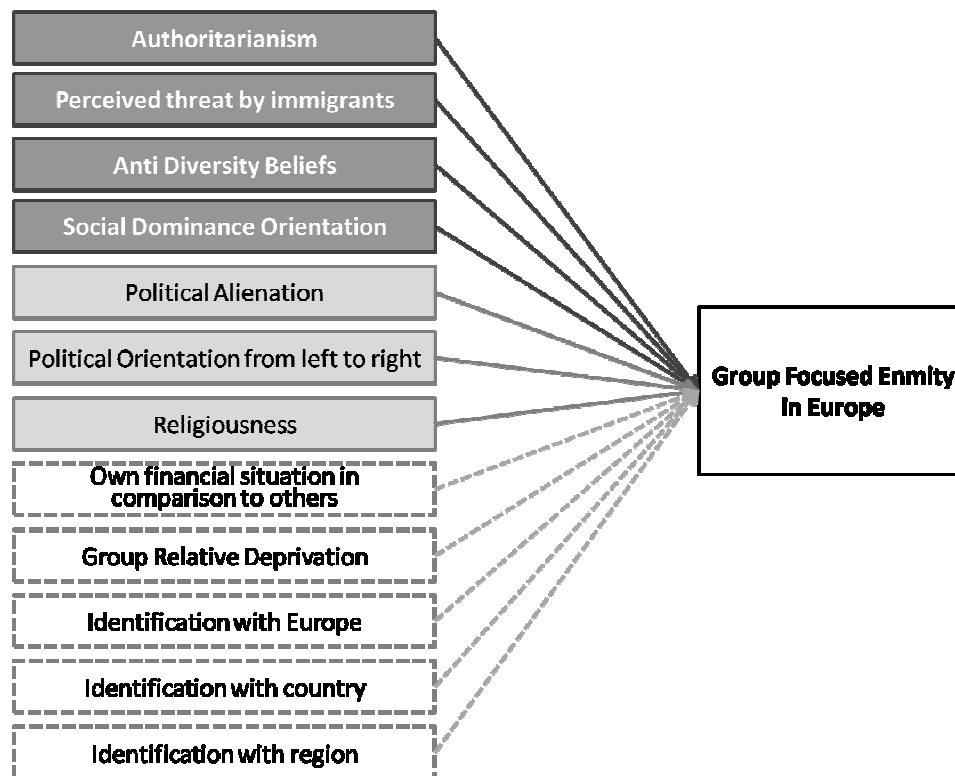 Authoritarianism
Perceived threat by immigrants
Anti Diversity Beliefs
Social Dominance Orientation
Political Alienation
Political Orientation from left to right
Religiousness
Own financial situation in
comparison to others
Group Relative Deprivation
Identification with Europe
Identification with country
Identification with region
Group Focused Enmity
in Europe